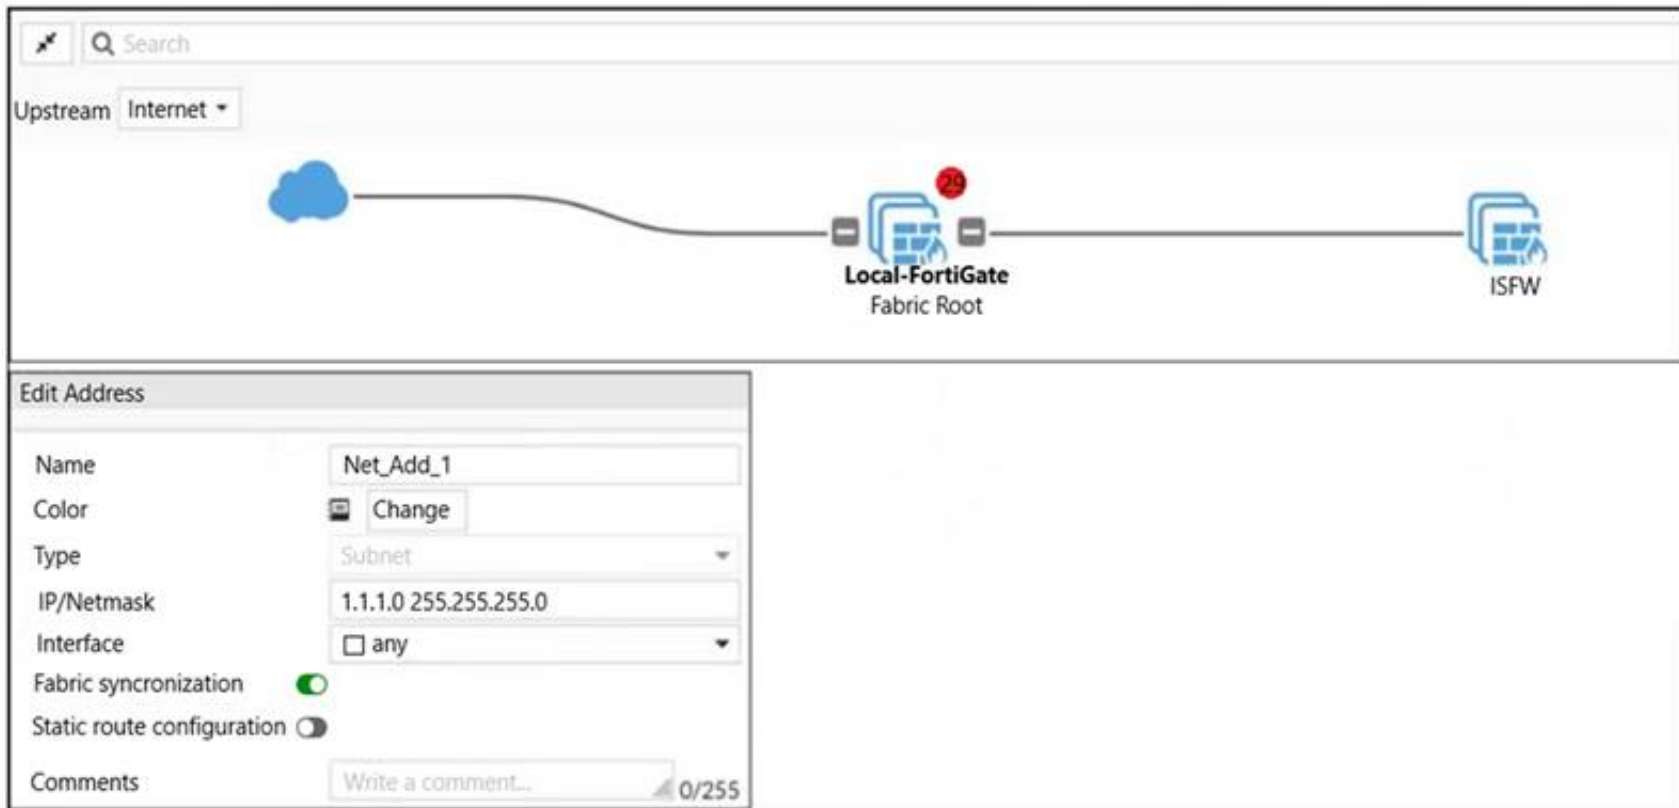 Search
Upstream Internet
29
Local-FortiGate
Fabric Root
ISFW
Edit Address
Name Net_Add_1
Color Change
Type Subnet
IP/Netmask 1.1.1.0 255.255.255.0
Interface any
Fabric syncronization
Static route configuration
Comments Write a comment... 0/255